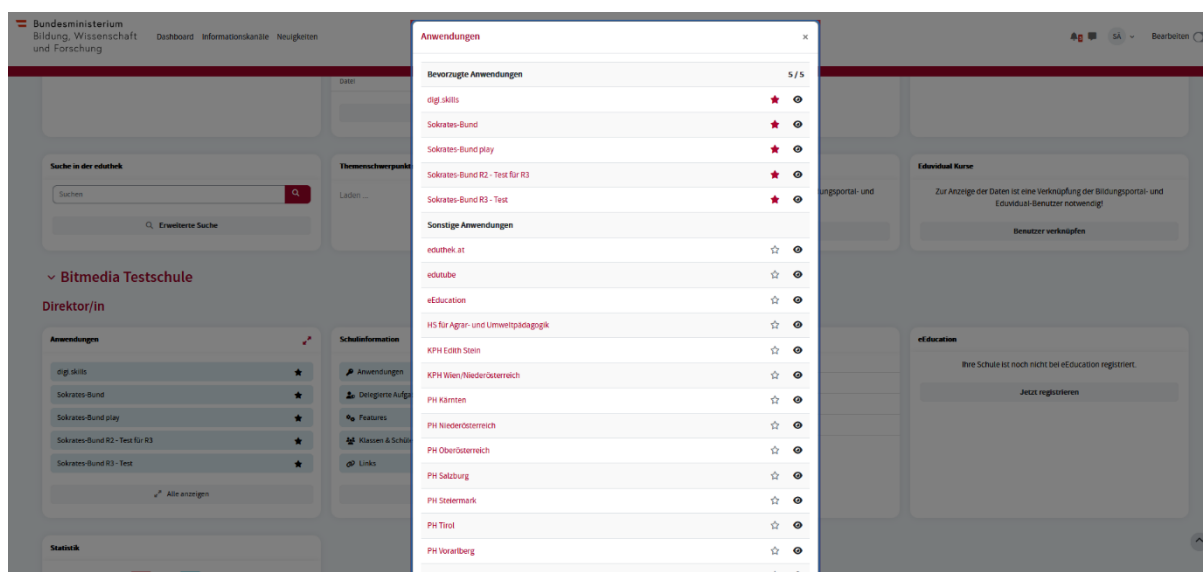 Bundesministerium
Bildung, Wissenschaft
und Forschung
Dashboard Informationskanäle Neuigkeiten
SÄ
Bearbeiten
Datei
Suche in der eduthek
Suchen
Erweiterte Suche
Themenschwerpunkt
Laden ...
ungsportal- und
Eduvidual Kurse
Zur Anzeige der Daten ist eine Verknüpfung der Bildungsportal- und
Eduvidual-Benutzer notwendig!
Benutzer verknüpfen
Bitmedia Testschule
Direktor/in
Anwendungen
digi.skills
Sokrates-Bund
Sokrates-Bund play
Sokrates-Bund R2 - Test für R3
Sokrates-Bund R3 - Test
Alle anzeigen
Schulinformation
Anwendungen
Delegierte Aufga
Features
Klassen & Schül
Links
eEducation
Ihre Schule ist noch nicht bei eEducation registriert.
Jetzt registrieren
Statistik
Anwendungen ×
Bevorzugte Anwendungen 5 / 5
digi.skills
Sokrates-Bund
Sokrates-Bund play
Sokrates-Bund R2 - Test für R3
Sokrates-Bund R3 - Test
Sonstige Anwendungen
eduthek.at
edutube
eEducation
HS für Agrar- und Umweltpädagogik
KPH Edith Stein
KPH Wien/Niederösterreich
PH Kärnten
PH Niederösterreich
PH Oberösterreich
PH Salzburg
PH Steiermark
PH Tirol
PH Vorarlberg